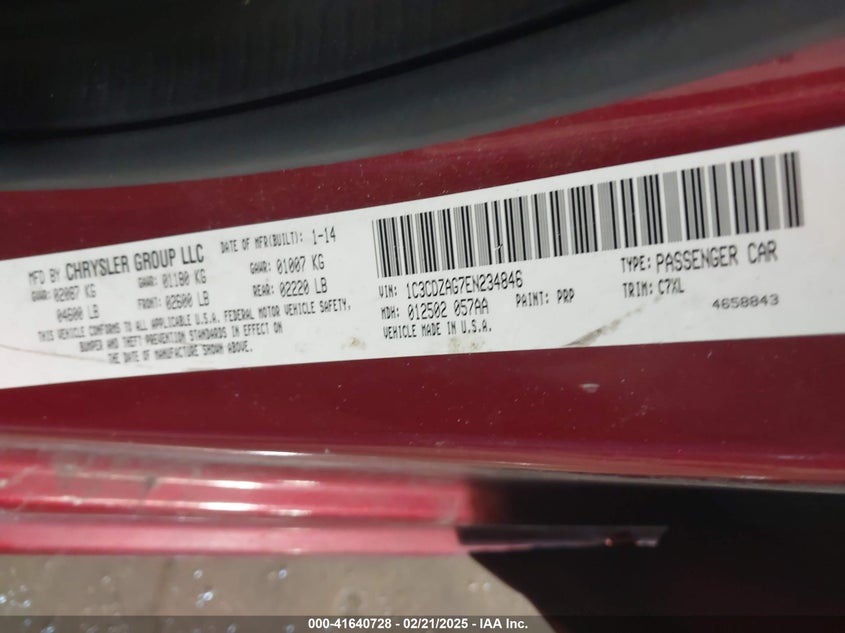 MFD BY CHRYSLER GROUP LLC DATE OF MFR(BUILT): 1-14
GVWR: 02087 KG GAWR: 01180 KG GAWR: 01007 KG
04600 LB FRONT: 02600 LB REAR: 02220 LB
THIS VEHICLE CONFORMS TO ALL APPLICABLE U.S.A. FEDERAL MOTOR VEHICLE SAFETY,
BUMPER AND THEFT PREVENTION STANDARDS IN EFFECT ON
THE DATE OF MANUFACTURE SHOWN ABOVE.
VIN: 1C3CDZAG7EN234846 TYPE: PASSENGER CAR
MDH: 012502 057AA PAINT: PRP TRIM: C7XL
VEHICLE MADE IN U.S.A. 4658843
000-41640728 - 02/21/2025 - IAA Inc.